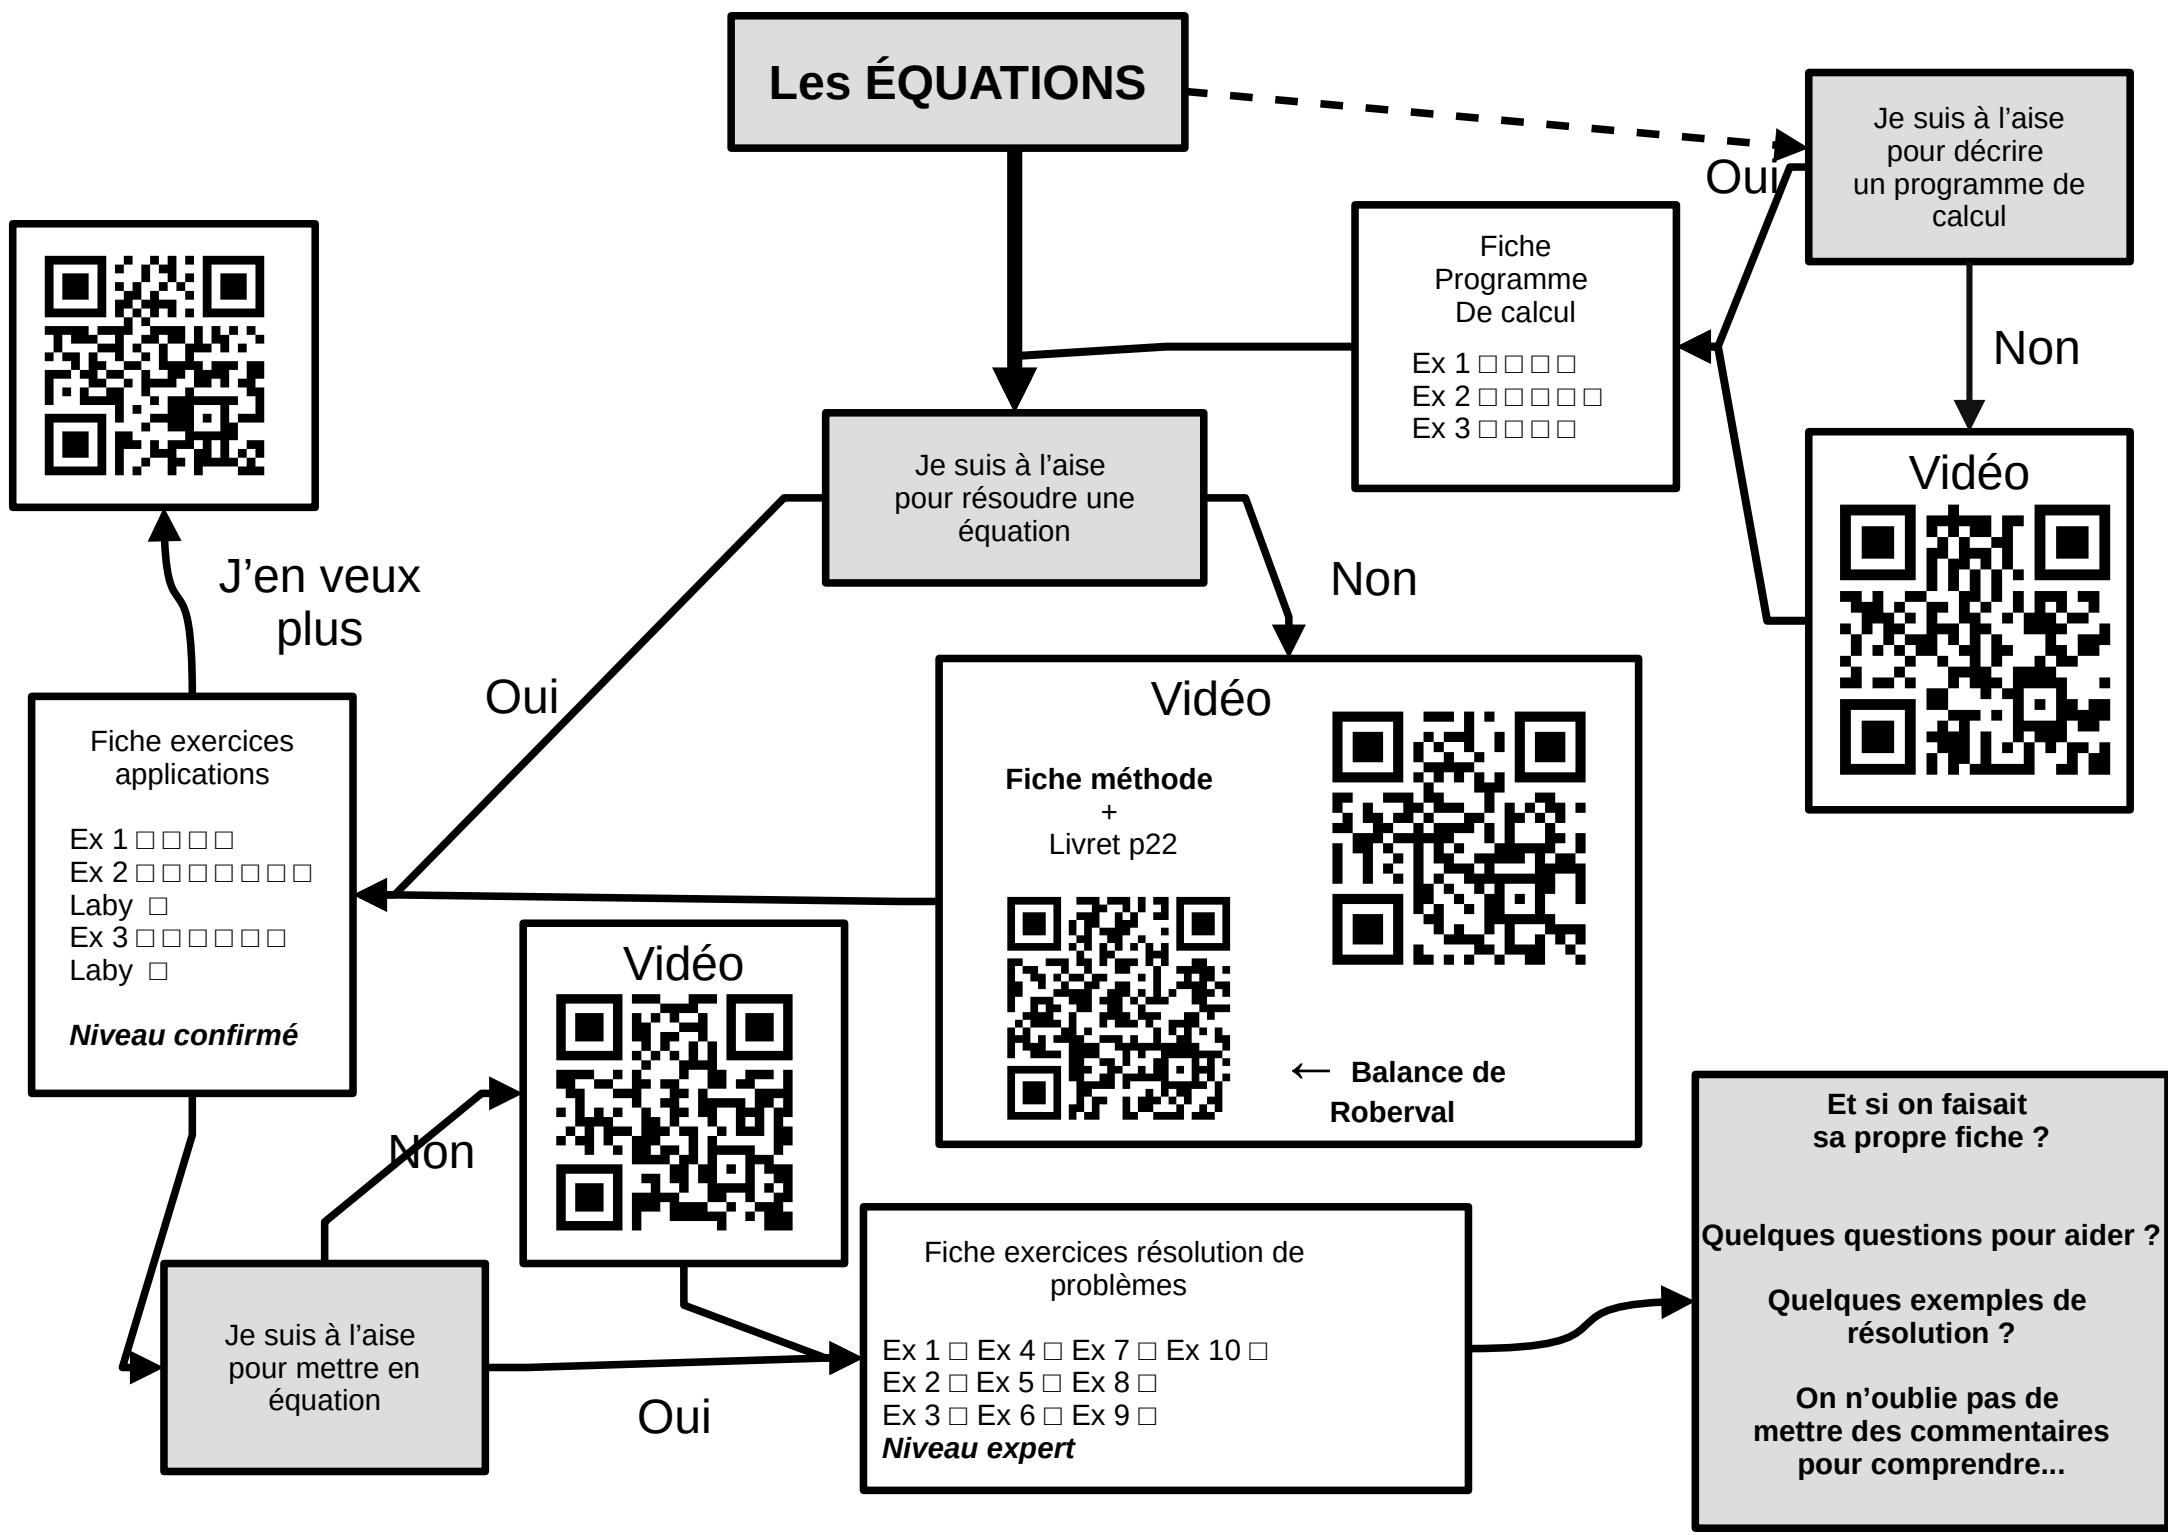 Les ÉQUATIONS
Je suis à l’aise
pour décrire
un programme de
calcul
Oui
Non
Fiche
Programme
De calcul
Ex 1 □ □ □ □
Ex 2 □ □ □ □ □
Ex 3 □ □ □ □
Vidéo
Je suis à l’aise
pour résoudre une
équation
Non
Oui
J’en veux
plus
Vidéo
Fiche méthode
+
Livret p22
← Balance de
Roberval
Fiche exercices
applications
Ex 1 □ □ □ □
Ex 2 □ □ □ □ □ □ □
Laby □
Ex 3 □ □ □ □ □ □
Laby □
Niveau confirmé
Vidéo
Non
Je suis à l’aise
pour mettre en
équation
Oui
Fiche exercices résolution de
problèmes
Ex 1 □ Ex 4 □ Ex 7 □ Ex 10 □
Ex 2 □ Ex 5 □ Ex 8 □
Ex 3 □ Ex 6 □ Ex 9 □
Niveau expert
Et si on faisait
sa propre fiche ?
Quelques questions pour aider ?
Quelques exemples de
résolution ?
On n’oublie pas de
mettre des commentaires
pour comprendre...